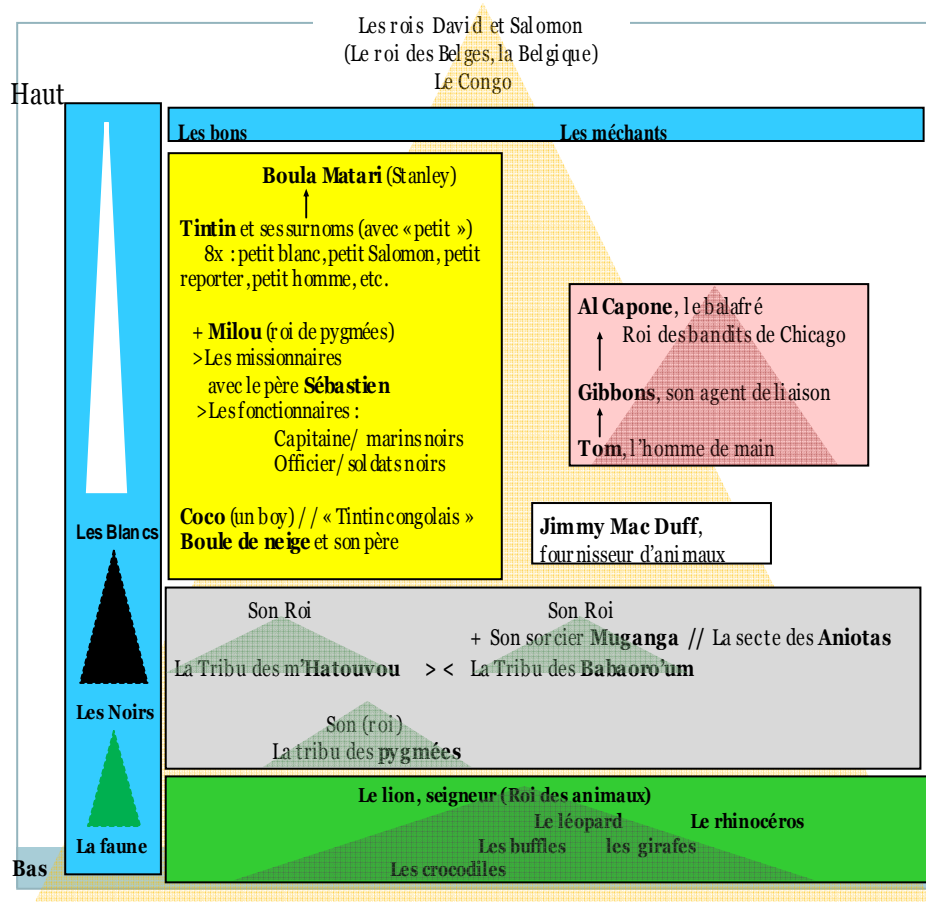 Les rois David et Salomon
(Le roi des Belges, la Belgique)
Le Congo
Haut
Les bons
Les méchants
Boula Matari (Stanley)
Tintin et ses surnoms (avec « petit »)
8x : petit blanc, petit Salomon, petit
reporter, petit homme, etc.
+ Milou (roi de pygmées)
>Les missionnaires
avec le père Sébastien
>Les fonctionnaires :
Capitaine/ marins noirs
Officier/ soldats noirs
Coco (un boy) // « Tintin congolais »
Boule de neige et son père
Al Capone, le balafré
Roi des bandits de Chicago
Gibbons, son agent de liaison
Tom, l'homme de main
Jimmy Mac Duff,
fournisseur d'animaux
Les Blancs
Son Roi
Son Roi
+ Son sorcier Muganga // La secte des Aniotas
La Tribu des m'Hatouvou > < La Tribu des Babaoro'um
Les Noirs
Son (roi)
La tribu des pygmées
Le lion, seigneur (Roi des animaux)
Le léopard
Le rhinocéros
La faune
Les buffles
les girafes
Les crocodiles
Bas